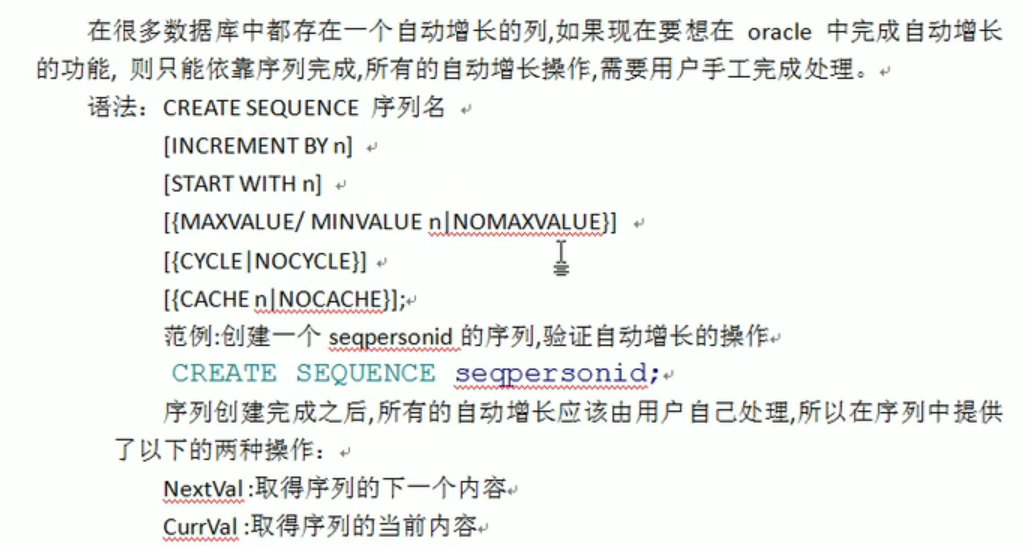 在很多数据库中都存在一个自动增长的列,如果现在要想在 oracle 中完成自动增长
的功能, 则只能依靠序列完成,所有的自动增长操作,需要用户手工完成处理。
语法：CREATE SEQUENCE 序列名
[INCREMENT BY n]
[START WITH n]
[{MAXVALUE/ MINVALUE n|NOMAXVALUE}]
[{CYCLE|NOCYCLE}]
[{CACHE n|NOCACHE}];
范例:创建一个 seqpersonid 的序列,验证自动增长的操作
CREATE SEQUENCE seqpersonid;
序列创建完成之后,所有的自动增长应该由用户自己处理,所以在序列中提供
了以下的两种操作：
NextVal :取得序列的下一个内容
CurrVal :取得序列的当前内容